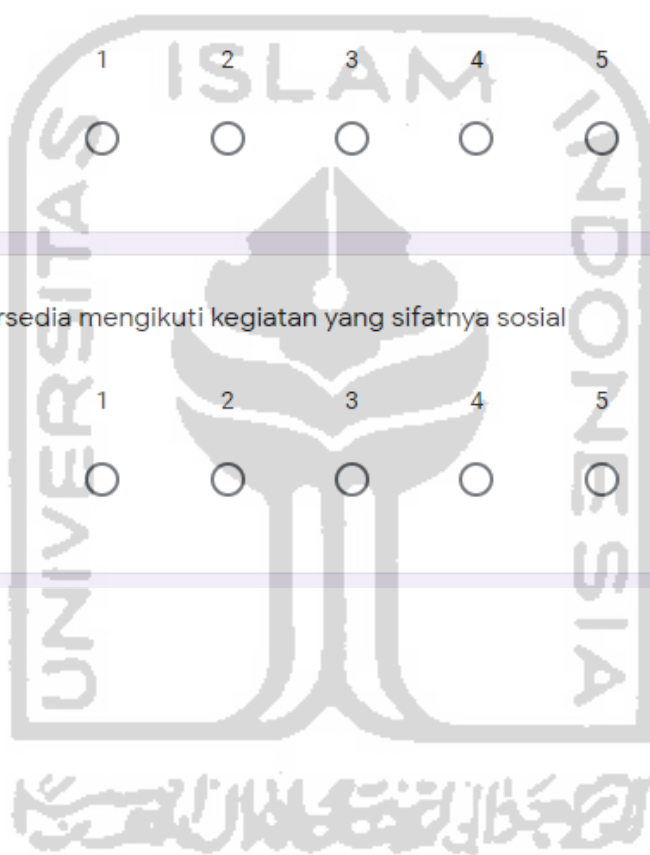 1 2 3 4 5
ISLAM
UNIVERSITAS
INDONESIA
rsedia mengikuti kegiatan yang sifatnya sosial
1 2 3 4 5